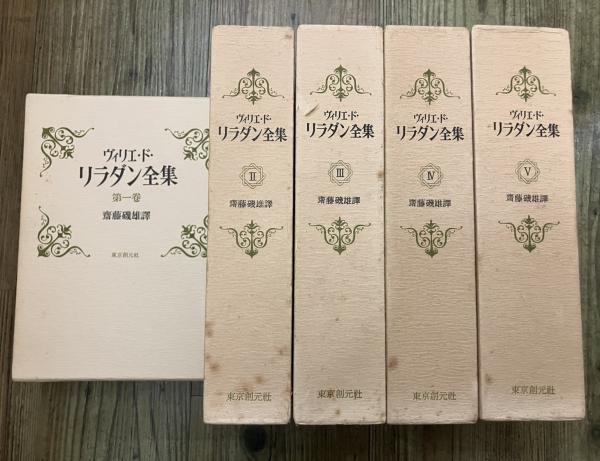 ヴィリエ・ド・
リラダン全集
第一巻
齋藤磯雄譯
東京創元社
ヴィリエ・ド・
リラダン全集
II
齋藤磯雄譯
東京創元社
ヴィリエ・ド・
リラダン全集
III
齋藤磯雄譯
東京創元社
ヴィリエ・ド・
リラダン全集
IV
齋藤磯雄譯
東京創元社
ヴィリエ・ド・
リラダン全集
V
齋藤磯雄譯
東京創元社